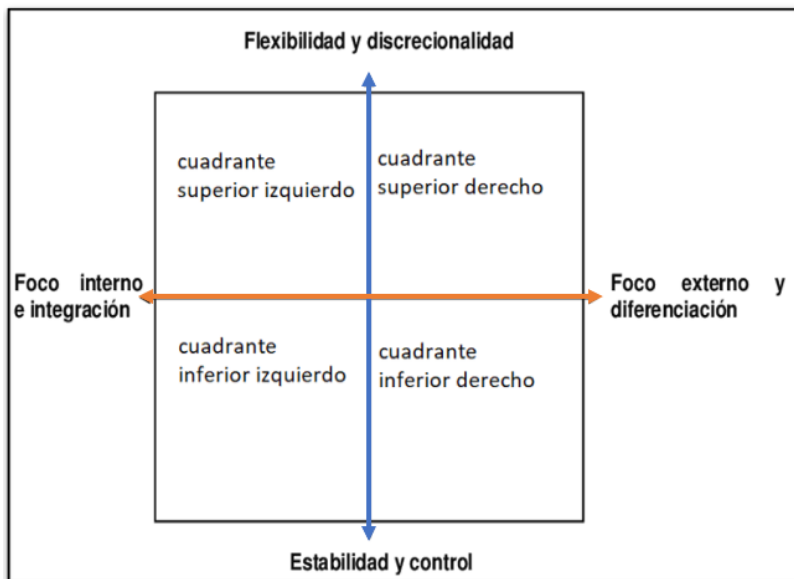 Flexibilidad y discrecionalidad
cuadrante
superior izquierdo
cuadrante
superior derecho
Foco interno
e integración
Foco externo y
diferenciación
cuadrante
inferior izquierdo
cuadrante
inferior derecho
Estabilidad y control